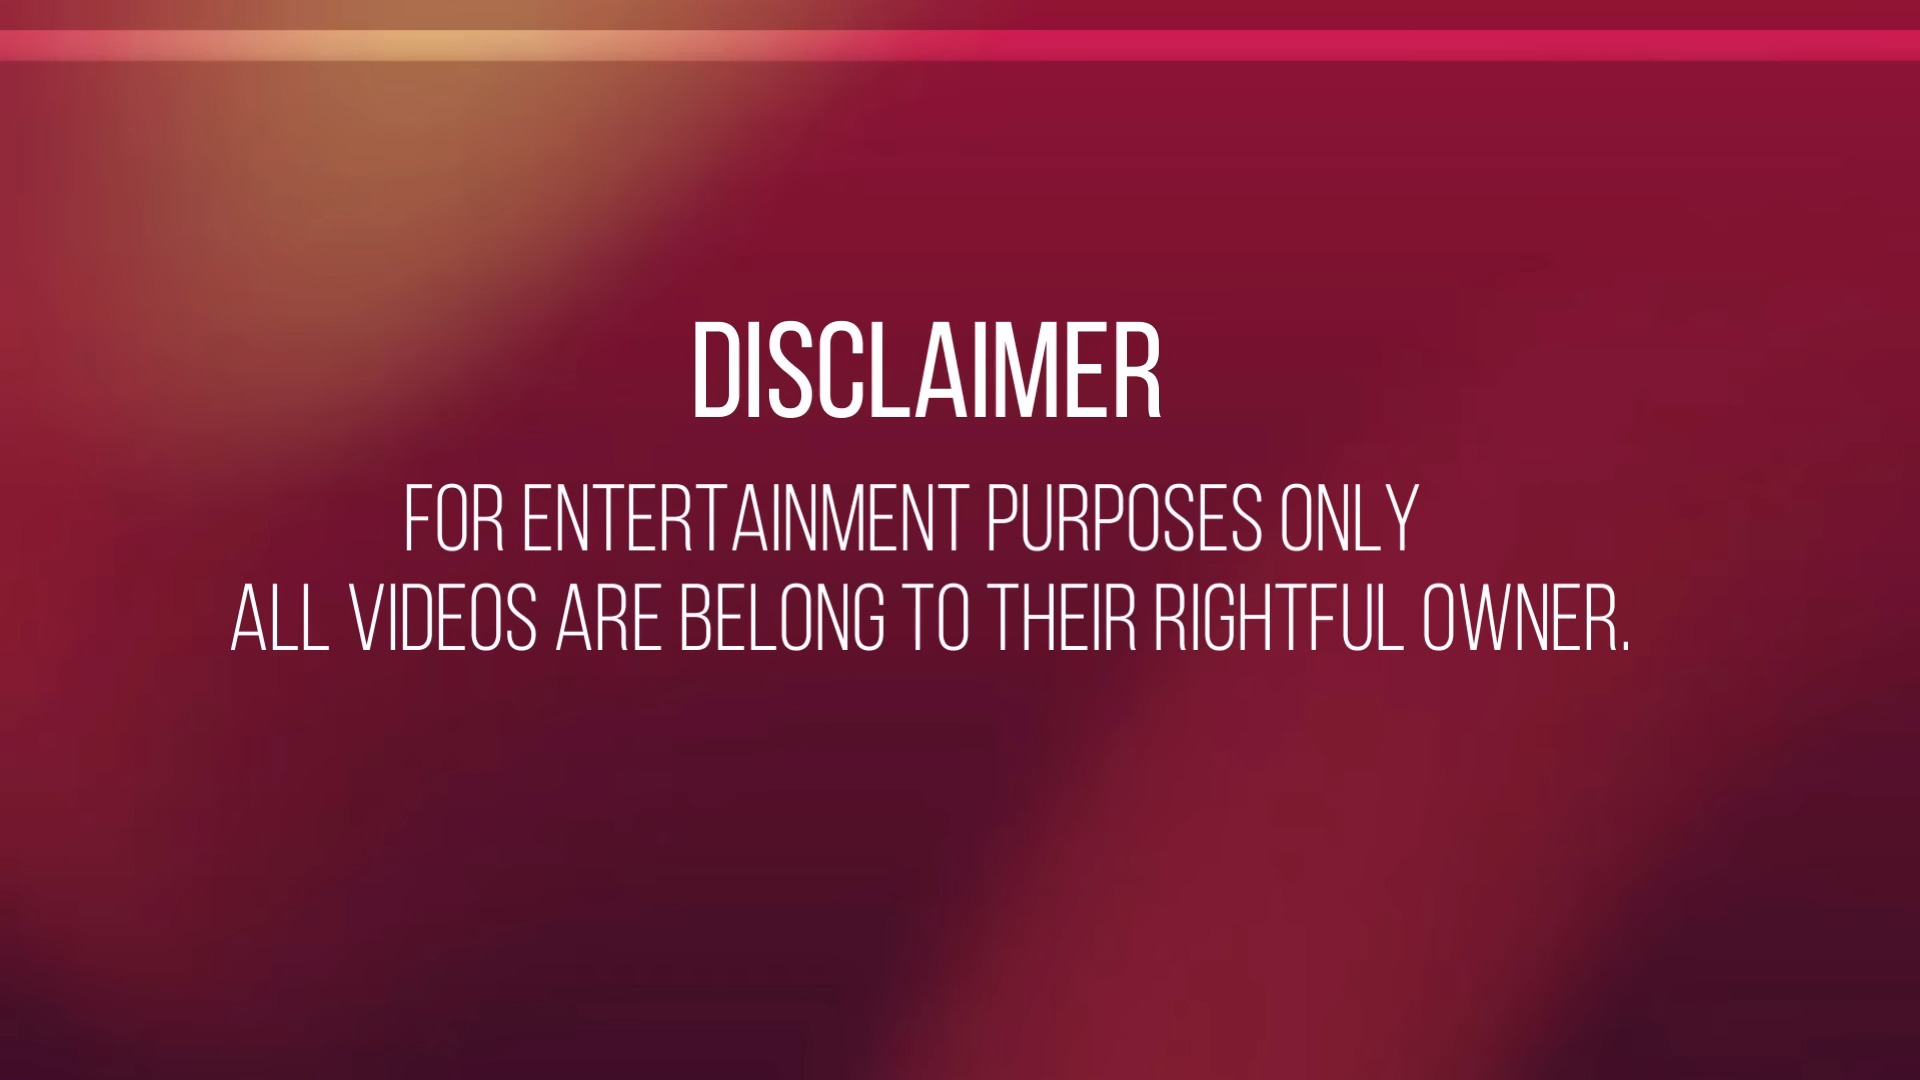 DISCLAIMER
FOR ENTERTAINMENT PURPOSES ONLY
ALL VIDEOS ARE BELONG TO THEIR RIGHTFUL OWNER.